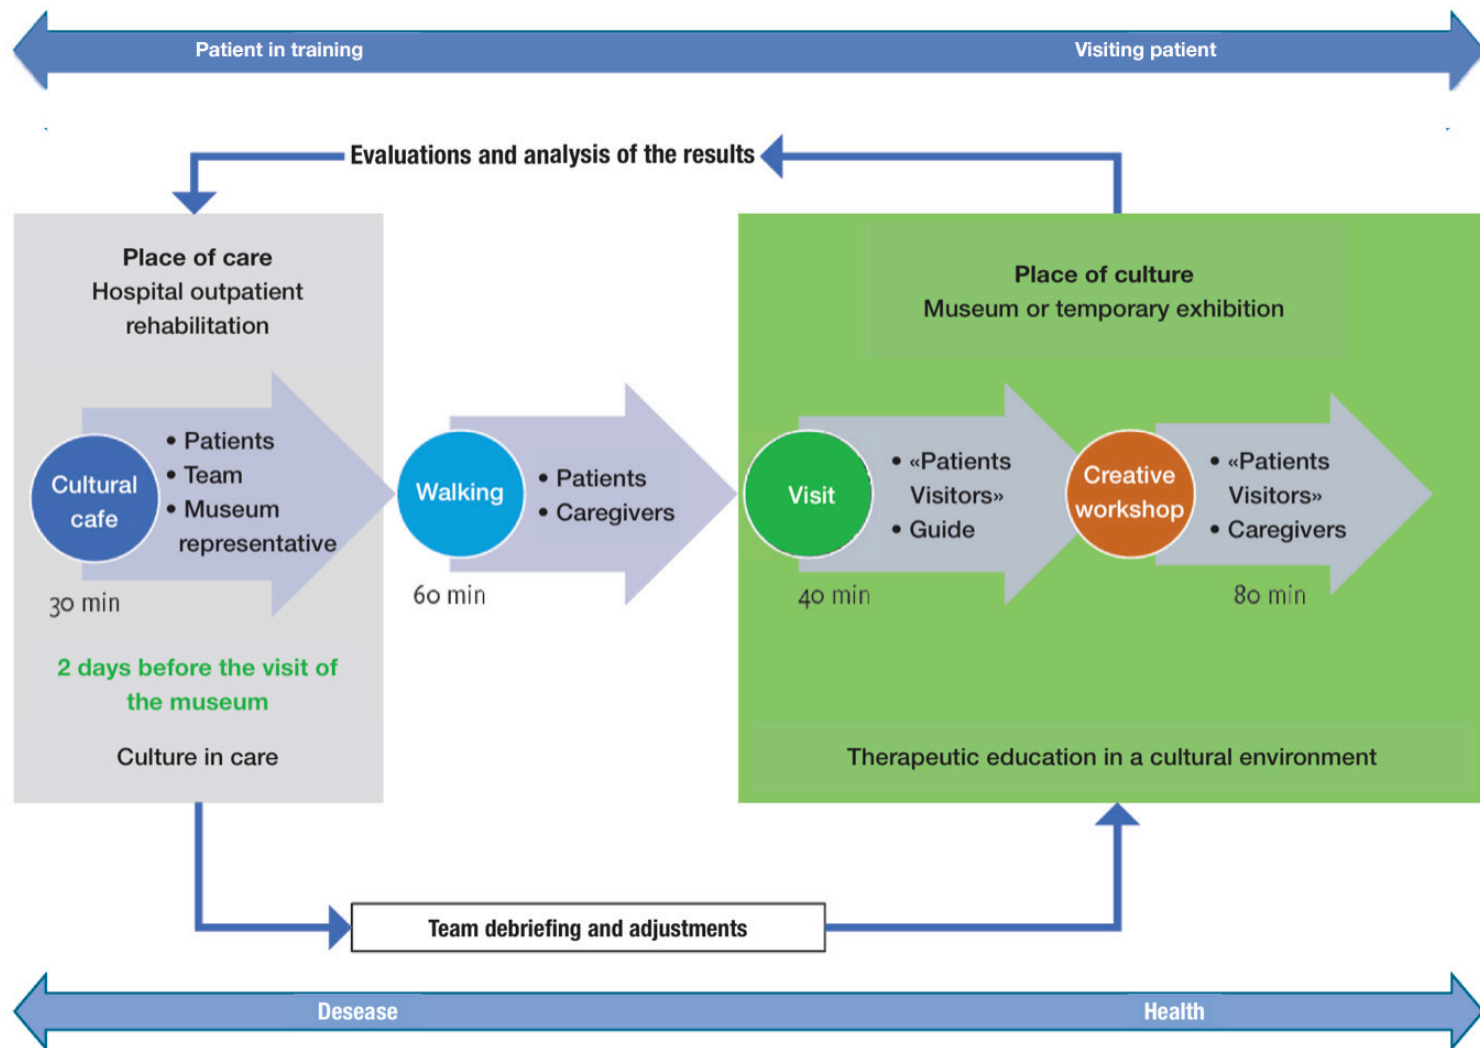 Patient in training
Visiting patient
Evaluations and analysis of the results
Place of care
Hospital outpatient
rehabilitation
Place of culture
Museum or temporary exhibition
Cultural
cafe
• Patients
• Team
• Museum
representative
30 min
Walking
• Patients
• Caregivers
60 min
Visit
• «Patients
Visitors»
• Guide
40 min
Creative
workshop
• «Patients
Visitors»
• Caregivers
80 min
2 days before the visit of
the museum
Culture in care
Therapeutic education in a cultural environment
Team debriefing and adjustments
Desease
Health